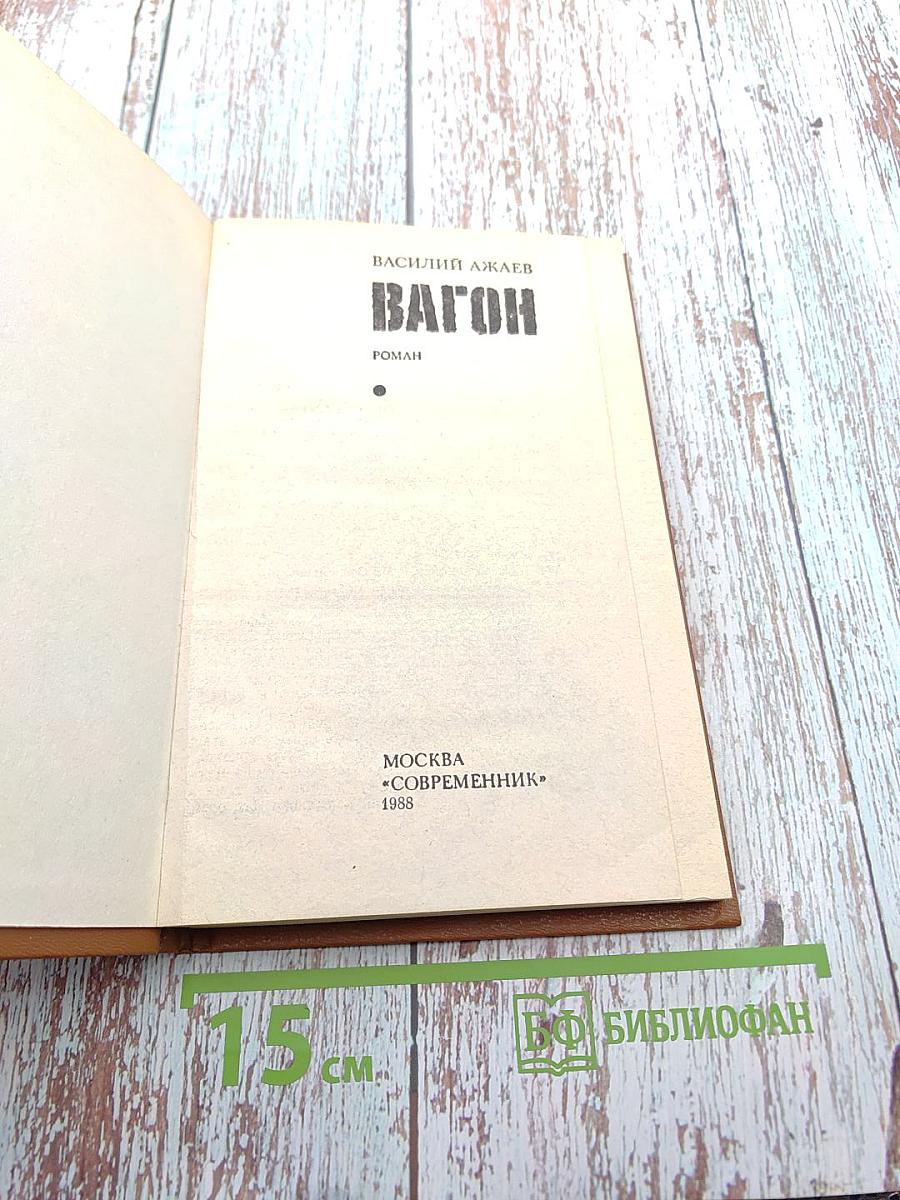 ВАСИЛИЙ АЖАЕВ
ВАГОН
РОМАН
МОСКВА
«СОВРЕМЕННИК»
1988
15 см
БФ БИБЛИОФАН